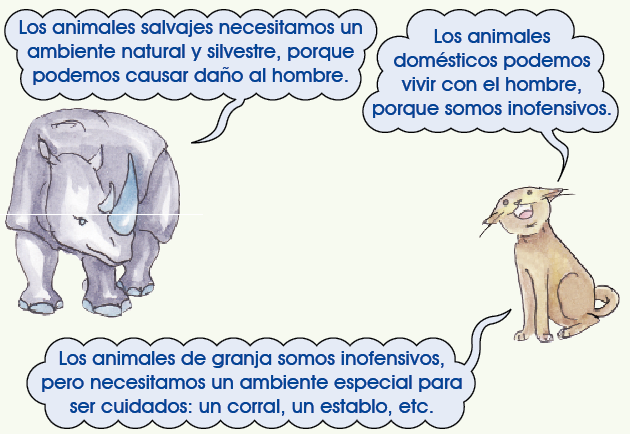 Los animales salvajes necesitamos un
ambiente natural y silvestre, porque
podemos causar daño al hombre.
Los animales
domésticos podemos
vivir con el hombre,
porque somos inofensivos.
Los animales de granja somos inofensivos,
pero necesitamos un ambiente especial para
ser cuidados: un corral, un establo, etc.